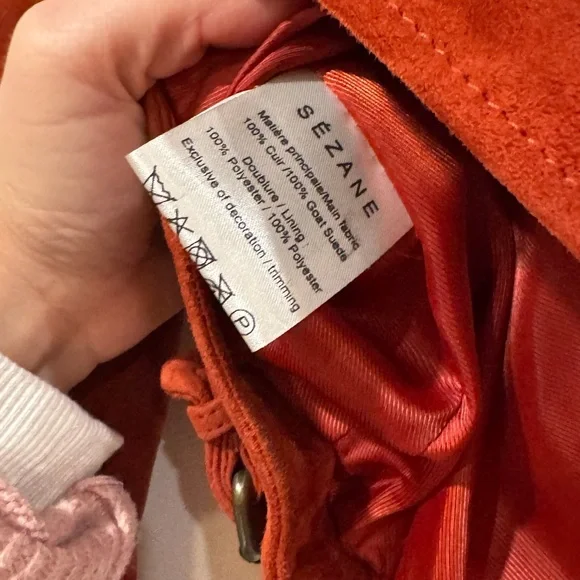 SÉZANE
Matière principale/Main fabric
100% Cuir /100% Goat Suede
Doublure / Lining
100% Polyester / 100% Polyester
Exclusive of decoration / trimming
P